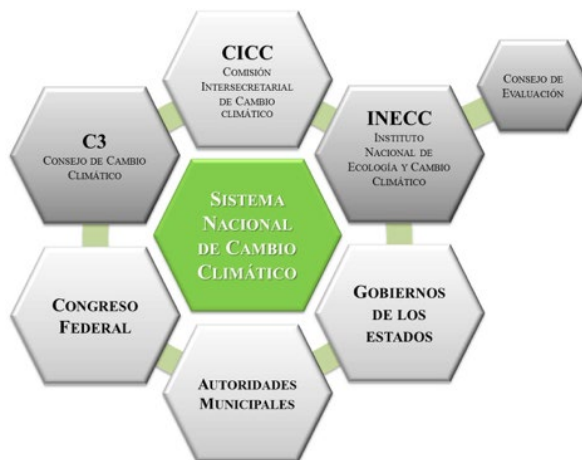 CICC
COMISIÓN
INTERSECRETARIAL
DE CAMBIO
CLIMÁTICO
CONSEJO DE
EVALUACIÓN
C3
CONSEJO DE CAMBIO
CLIMÁTICO
INECC
INSTITUTO
NACIONAL DE
ECOLOGÍA Y CAMBIO
CLIMÁTICO
SISTEMA
NACIONAL
DE CAMBIO
CLIMÁTICO
CONGRESO
FEDERAL
GOBIERNOS
DE LOS
ESTADOS
AUTORIDADES
MUNICIPALES